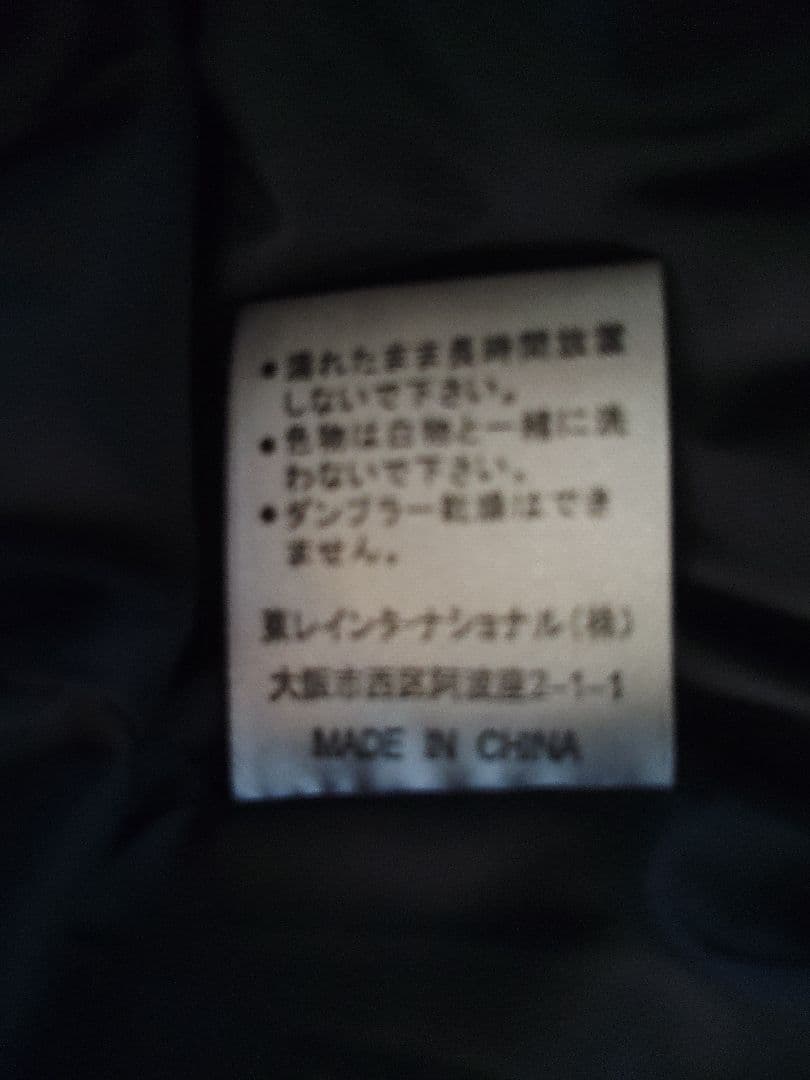 ●濡れたまま長時間放置
しないで下さい。
●色物は白物と一緒に洗
わないで下さい。
●タンブラー乾燥はでき
ません。
東レインターナショナル(株)
大阪市西区阿波座2-1-1
MADE IN CHINA